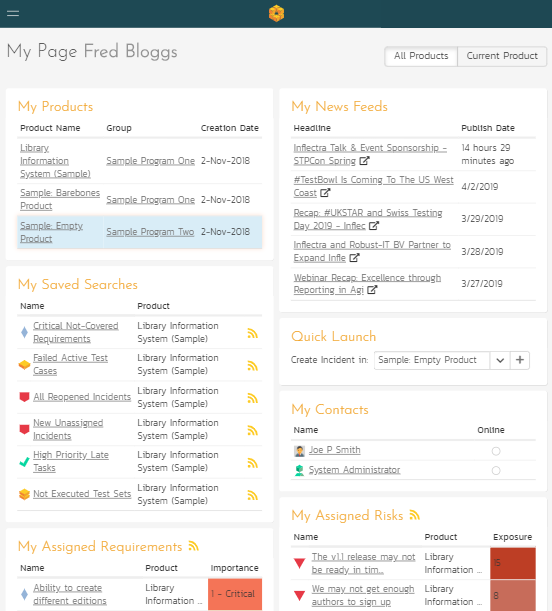 My Page Fred Bloggs
All Products Current Product
My Products
Product Name Group Creation Date
Library
Information
System (Sample) Sample Program One 2-Nov-2018
Sample: Barebones
Product Sample Program One 2-Nov-2018
Sample: Empty
Product Sample Program Two 2-Nov-2018
My Saved Searches
Name Product
Critical Not-Covered
Requirements Library Information
System (Sample)
Failed Active Test
Cases Library Information
System (Sample)
All Reopened Incidents Library Information
System (Sample)
New Unassigned
Incidents Library Information
System (Sample)
High Priority Late
Tasks Library Information
System (Sample)
Not Executed Test Sets Library Information
System (Sample)
My Assigned Requirements
Name Product Importance
Ability to create
different editions Library
Information ... 1 - Critical
My News Feeds
Headline Publish Date
Inflectra Talk & Event Sponsorship -
STPCon Spring 14 hours 29
minutes ago
#TestBowl Is Coming To The US West
Coast 4/2/2019
Recap: #UKSTAR and Swiss Testing
Day 2019 - Inflec 3/29/2019
Inflectra and Robust-IT BV Partner to
Expand Infle 3/28/2019
Webinar Recap: Excellence through
Reporting in Agi 3/27/2019
Quick Launch
Create Incident in: Sample: Empty Product
My Contacts
Name Online
Joe P Smith
System Administrator
My Assigned Risks
Name Product Exposure
The v1.1 release may not
be ready in tim... Library
Information ... 15
We may not get enough
authors to sign up Library
Information ... 8